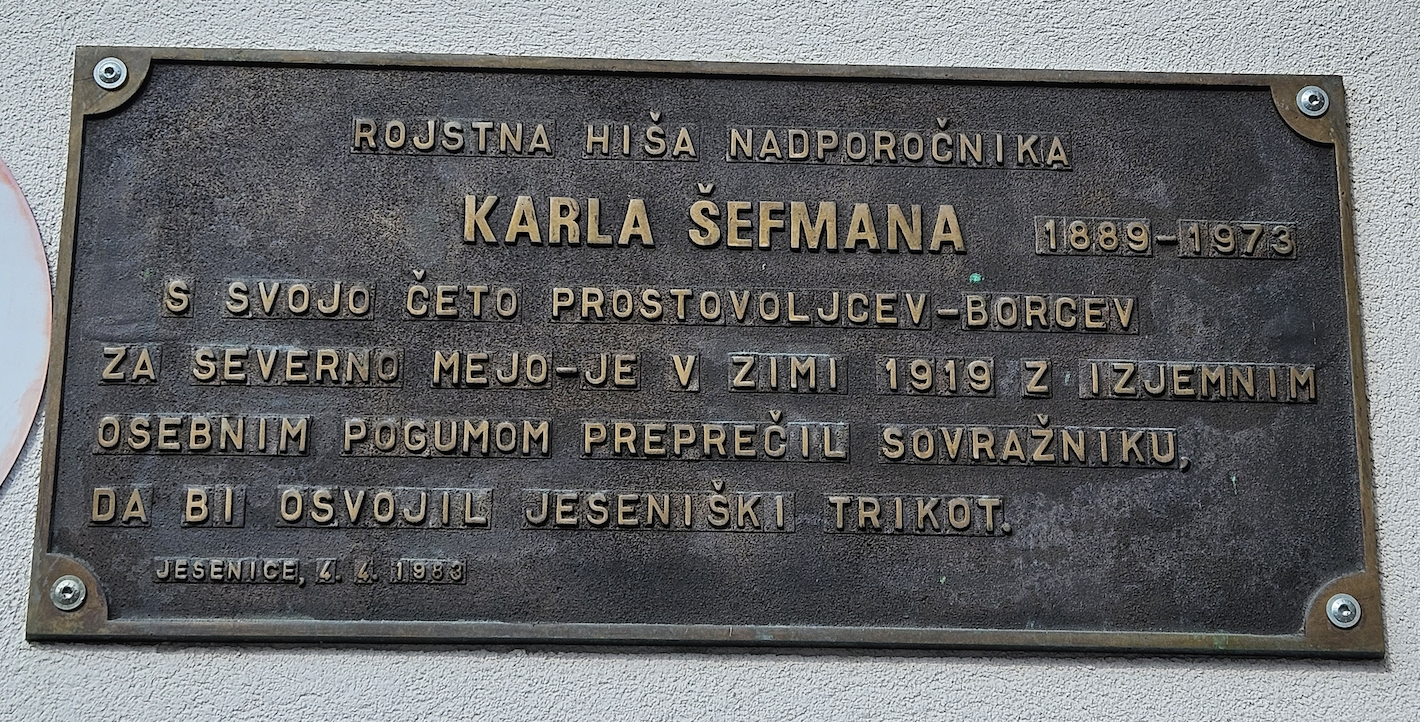 ROJSTNA HIŠA NADPOROČNIKA
KARLA ŠEFMANA 1889-1973
S SVOJO ČETO PROSTOVOLJCEV-BORCEV
ZA SEVERNO MEJO-JE V ZIMI 1919 Z IZJEMNIM
OSEBNIM POGUMOM PREPREČIL SOVRAŽNIKU,
DA BI OSVOJIL JESENIŠKI TRIKOT.
JESENICE, 4. 4. 1983